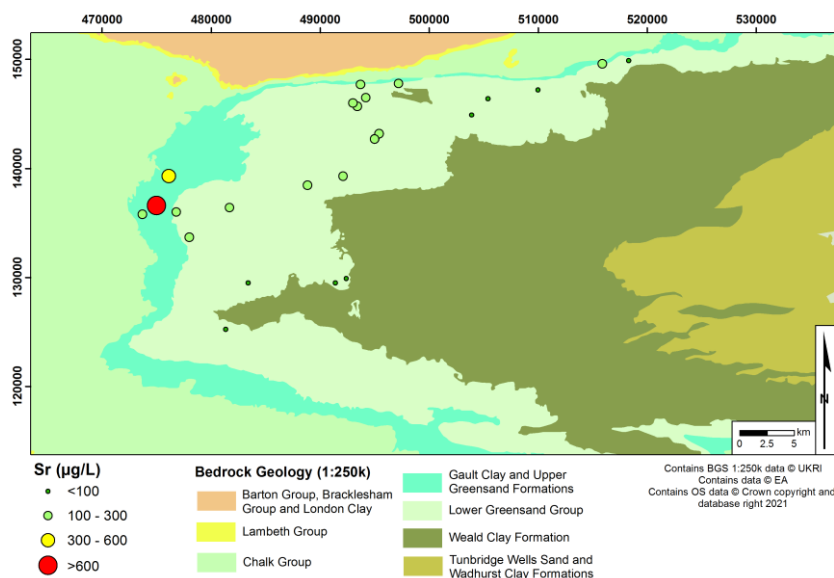 470000 480000 490000 500000 510000 520000 530000
150000
140000
130000
120000
N
km
0 2.5 5
Sr (µg/L)
<100
100 - 300
300 - 600
>600
Bedrock Geology (1:250k)
Barton Group, Bracklesham
Group and London Clay
Lambeth Group
Chalk Group
Gault Clay and Upper
Greensand Formations
Lower Greensand Group
Weald Clay Formation
Tunbridge Wells Sand and
Wadhurst Clay Formations
Contains BGS 1:250k data © UKRI
Contains data © EA
Contains OS data © Crown copyright and
database right 2021